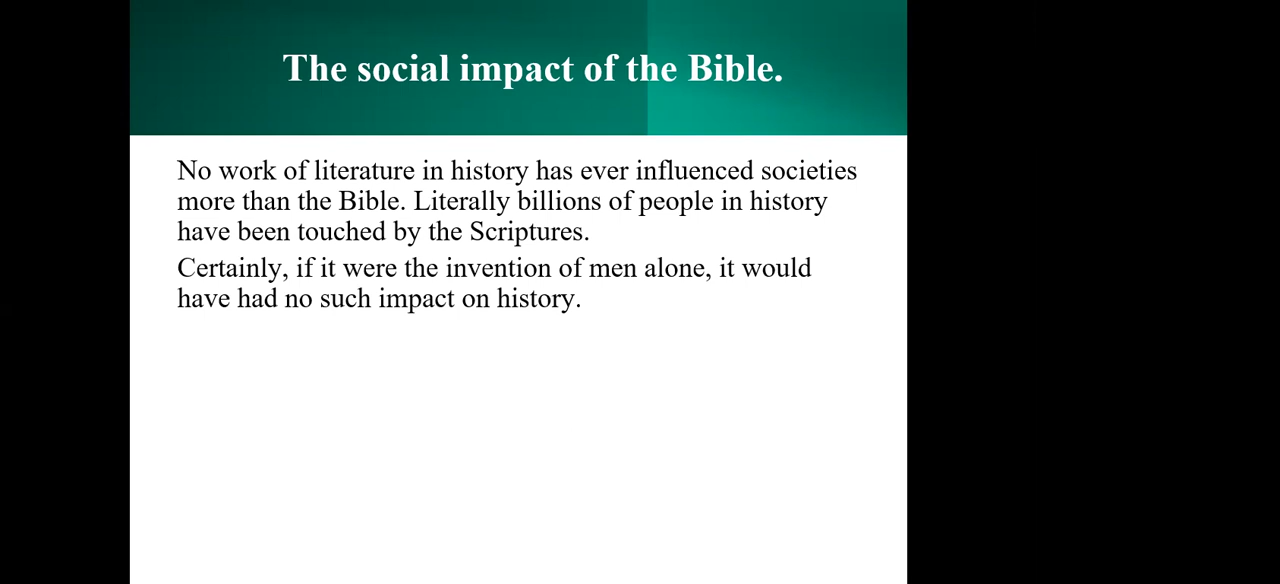 The social impact of the Bible.
No work of literature in history has ever influenced societies
more than the Bible. Literally billions of people in history
have been touched by the Scriptures.
Certainly, if it were the invention of men alone, it would
have had no such impact on history.